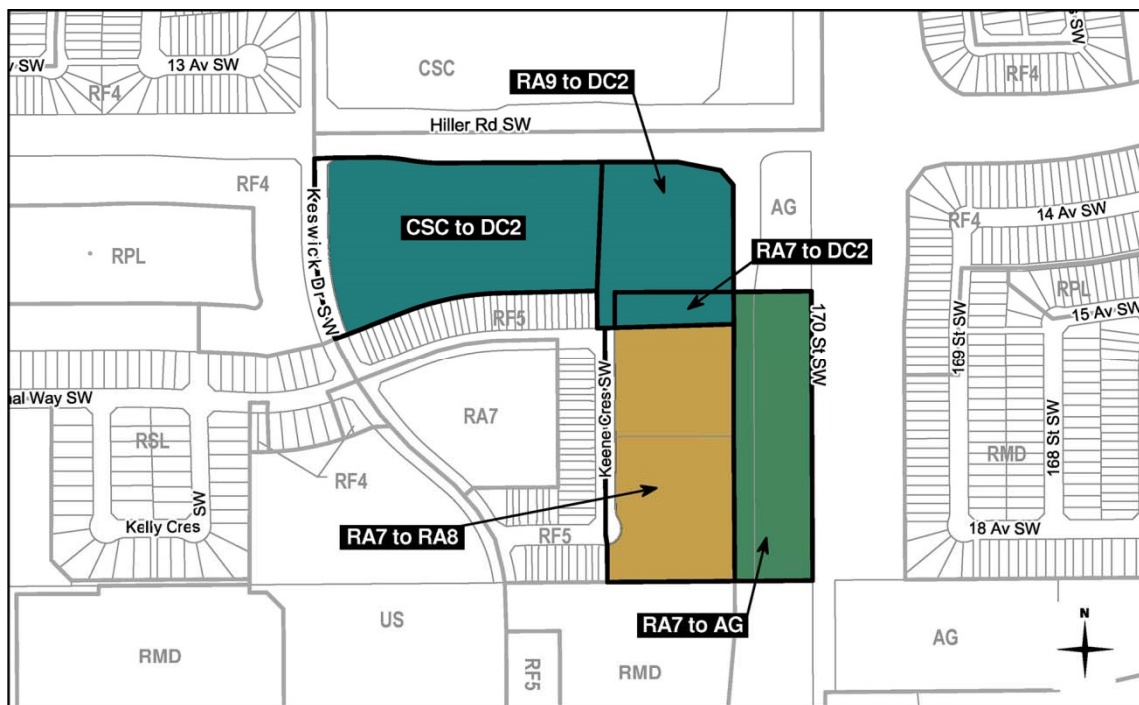 13 Av SW
v SW
RF4
CSC
RA9 to DC2
s SW
RF4
Hiller Rd SW
RF4
Keswick Dr SW
CSC to DC2
AG
RF4
14 Av SW
RPL
RA7 to DC2
RPL
15 Av SW
RF5
170 St SW
169 St SW
nal Way SW
RA7
Keene Cres SW
RSL
SW
RF4
RMD
168 St SW
Kelly Cres
RA7 to RA8
RF5
18 Av SW
US
RA7 to AG
N
RMD
RF5
RMD
AG